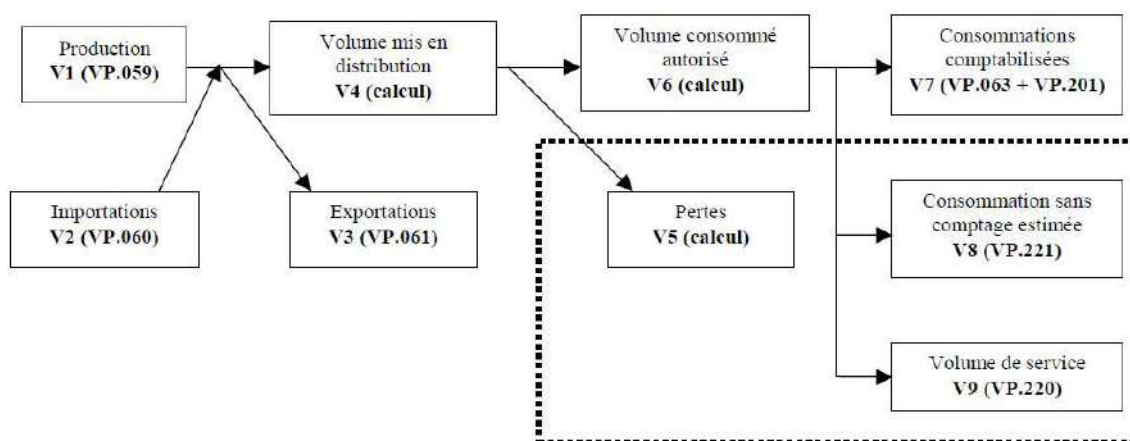 Production
V1 (VP.059)
Volume mis en
distribution
V4 (calcul)
Volume consommé
autorisé
V6 (calcul)
Consommations
comptabilisées
V7 (VP.063 + VP.201)
Importations
V2 (VP.060)
Exportations
V3 (VP.061)
Pertes
V5 (calcul)
Consommation sans
comptage estimée
V8 (VP.221)
Volume de service
V9 (VP.220)